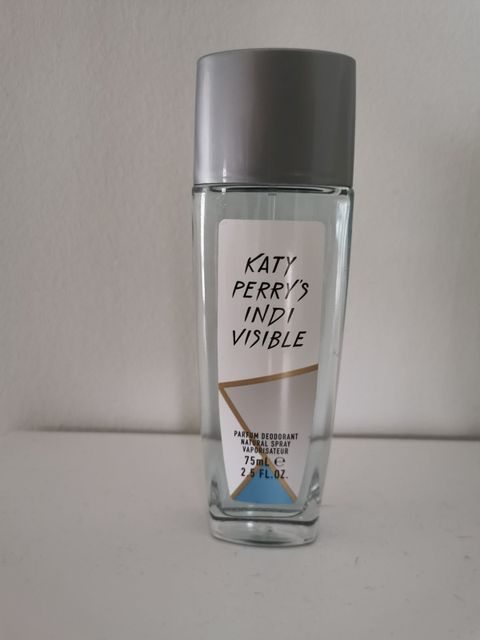 KATY
PERRY'S
INDI
VISIBLE
PARFUM DEODORANT
NATURAL SPRAY
VAPORISATEUR
75mL ℮
2.5 FL.OZ.